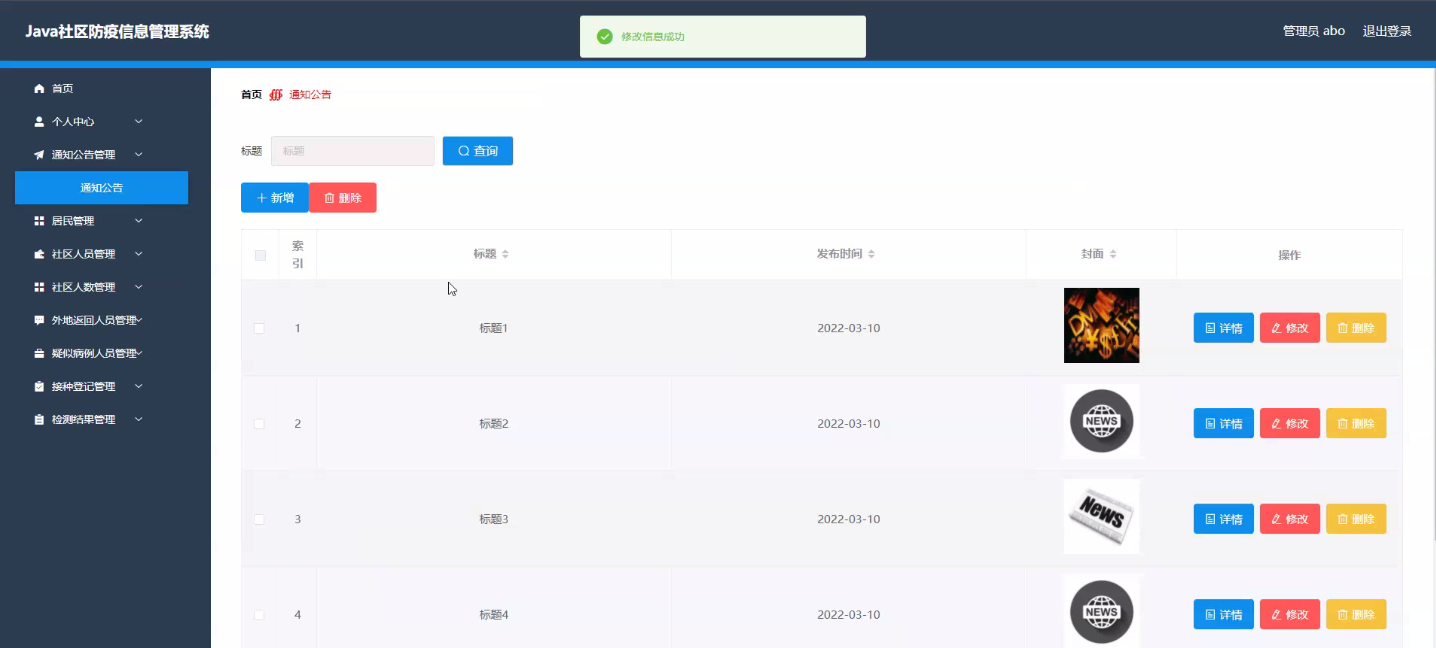 Java社区防疫信息管理系统
修改信息成功
管理员 abo
退出登录
首页
个人中心
通知公告管理
通知公告
居民管理
社区人员管理
社区人数管理
外地返回人员管理
疑似病例人员管理
接种登记管理
检测结果管理
首页 通知公告
标题 标题 查询
新增 删除
索引 标题 发布时间 封面 操作
1 标题1 2022-03-10 详情 修改 删除
2 标题2 2022-03-10 NEWS 详情 修改 删除
3 标题3 2022-03-10 News 详情 修改 删除
4 标题4 2022-03-10 NEWS 详情 修改 删除